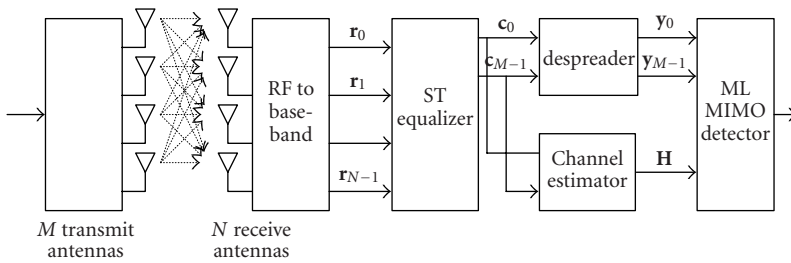 r0
r1
rN−1
RF to
base-
band
ST
equalizer
c0
cM−1
despreader
y0
yM−1
Channel
estimator
H
ML
MIMO
detector
M transmit
antennas
N receive
antennas